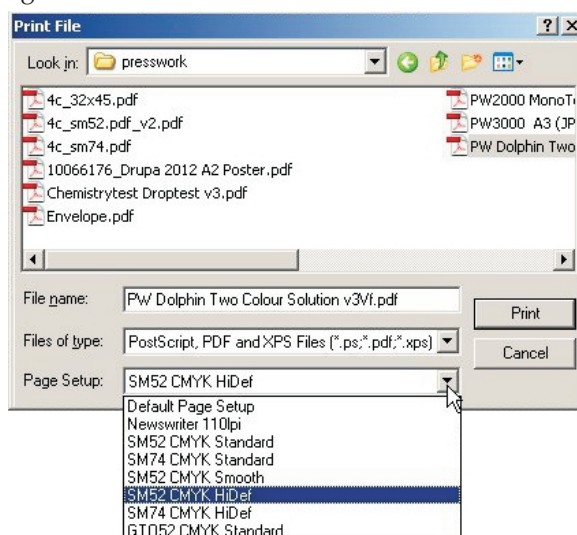 Print File
Look in: presswork
4c_32x45.pdf
4c_sm52.pdf_v2.pdf
4c_sm74.pdf
10066176_Drupa 2012 A2 Poster.pdf
Chemistrytest Droptest v3.pdf
Envelope.pdf
PW2000 MonoT
PW3000 A3 (JP
PW Dolphin Two
File name: PW Dolphin Two Colour Solution v3Vf.pdf
Print
Files of type: PostScript, PDF and XPS Files (*.ps;*.pdf;*.xps)
Cancel
Page Setup: SM52 CMYK HiDef
Default Page Setup
Newswriter 110lpi
SM52 CMYK Standard
SM74 CMYK Standard
SM52 CMYK Smooth
SM52 CMYK HiDef
SM74 CMYK HiDef
GTO52 CMYK Standard